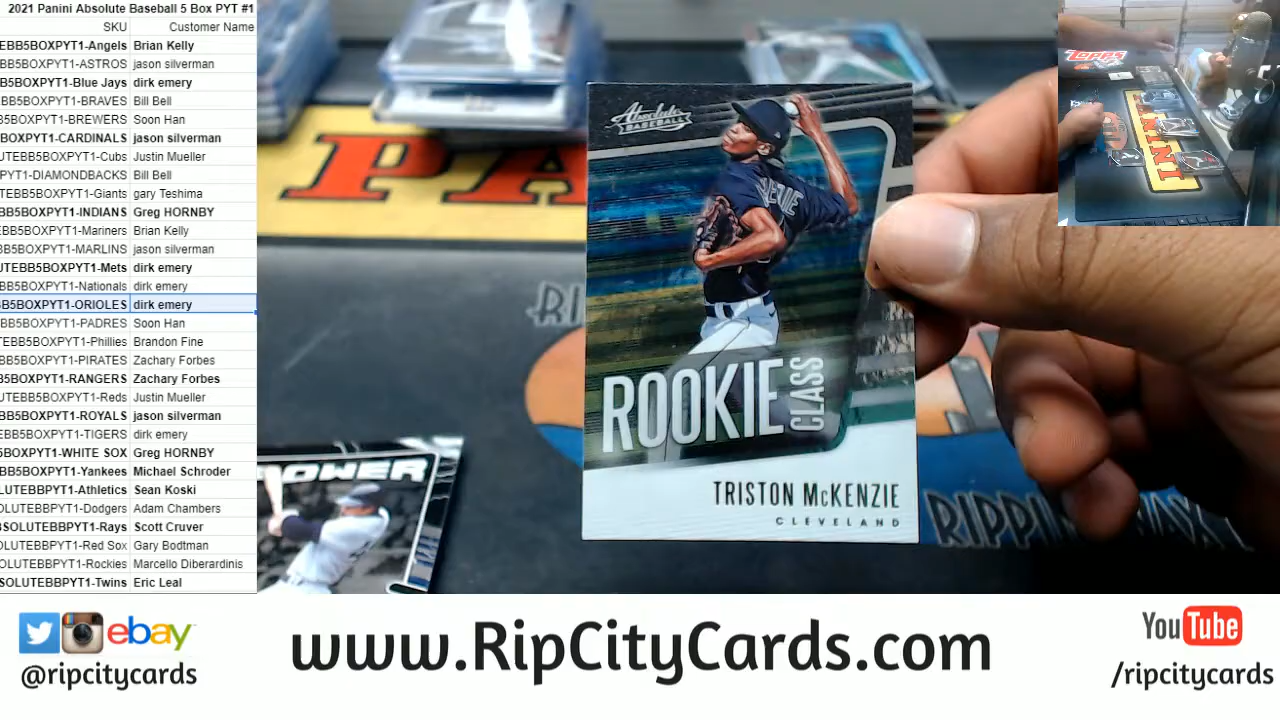 2021 Panini Absolute Baseball 5 Box PYT #1
SKU Customer Name
EBB5BOXPYT1-Angels Brian Kelly
EBB5BOXPYT1-ASTROS jason silverman
B5BOXPYT1-Blue Jays dirk emery
BB5BOXPYT1-BRAVES Bill Bell
B5BOXPYT1-BREWERS Soon Han
BOXPYT1-CARDINALS jason silverman
UTEBB5BOXPYT1-Cubs Justin Mueller
PYT1-DIAMONDBACKS Bill Bell
TEBB5BOXPYT1-Giants gary Teshima
BB5BOXPYT1-INDIANS Greg HORNBY
EBB5BOXPYT1-Mariners Brian Kelly
BB5BOXPYT1-MARLINS jason silverman
UTEBB5BOXPYT1-Mets dirk emery
BB5BOXPYT1-Nationals dirk emery
B5BOXPYT1-ORIOLES dirk emery
EBB5BOXPYT1-PADRES Soon Han
TEBB5BOXPYT1-Phillies Brandon Fine
EBB5BOXPYT1-PIRATES Zachary Forbes
B5BOXPYT1-RANGERS Zachary Forbes
UTEBB5BOXPYT1-Reds Justin Mueller
BB5BOXPYT1-ROYALS jason silverman
EBB5BOXPYT1-TIGERS dirk emery
5BOXPYT1-WHITE SOX Greg HORNBY
BB5BOXPYT1-Yankees Michael Schroder
LUTEBBPYT1-Athletics Sean Koski
OLUTEBBPYT1-Dodgers Adam Chambers
BSOLUTEBBPYT1-Rays Scott Cruver
OLUTEBBPYT1-Red Sox Gary Bodtman
OLUTEBBPYT1-Rockies Marcello Diberardinis
SOLUTEBBPYT1-Twins Eric Leal
PA
Absolute
BASEBALL
ROOKIE
CLASS
TRISTON McKENZIE
CLEVELAND
POWER
RI
topps
ebay
@ripcitycards
www.RipCityCards.com
YouTube
/ripcitycards